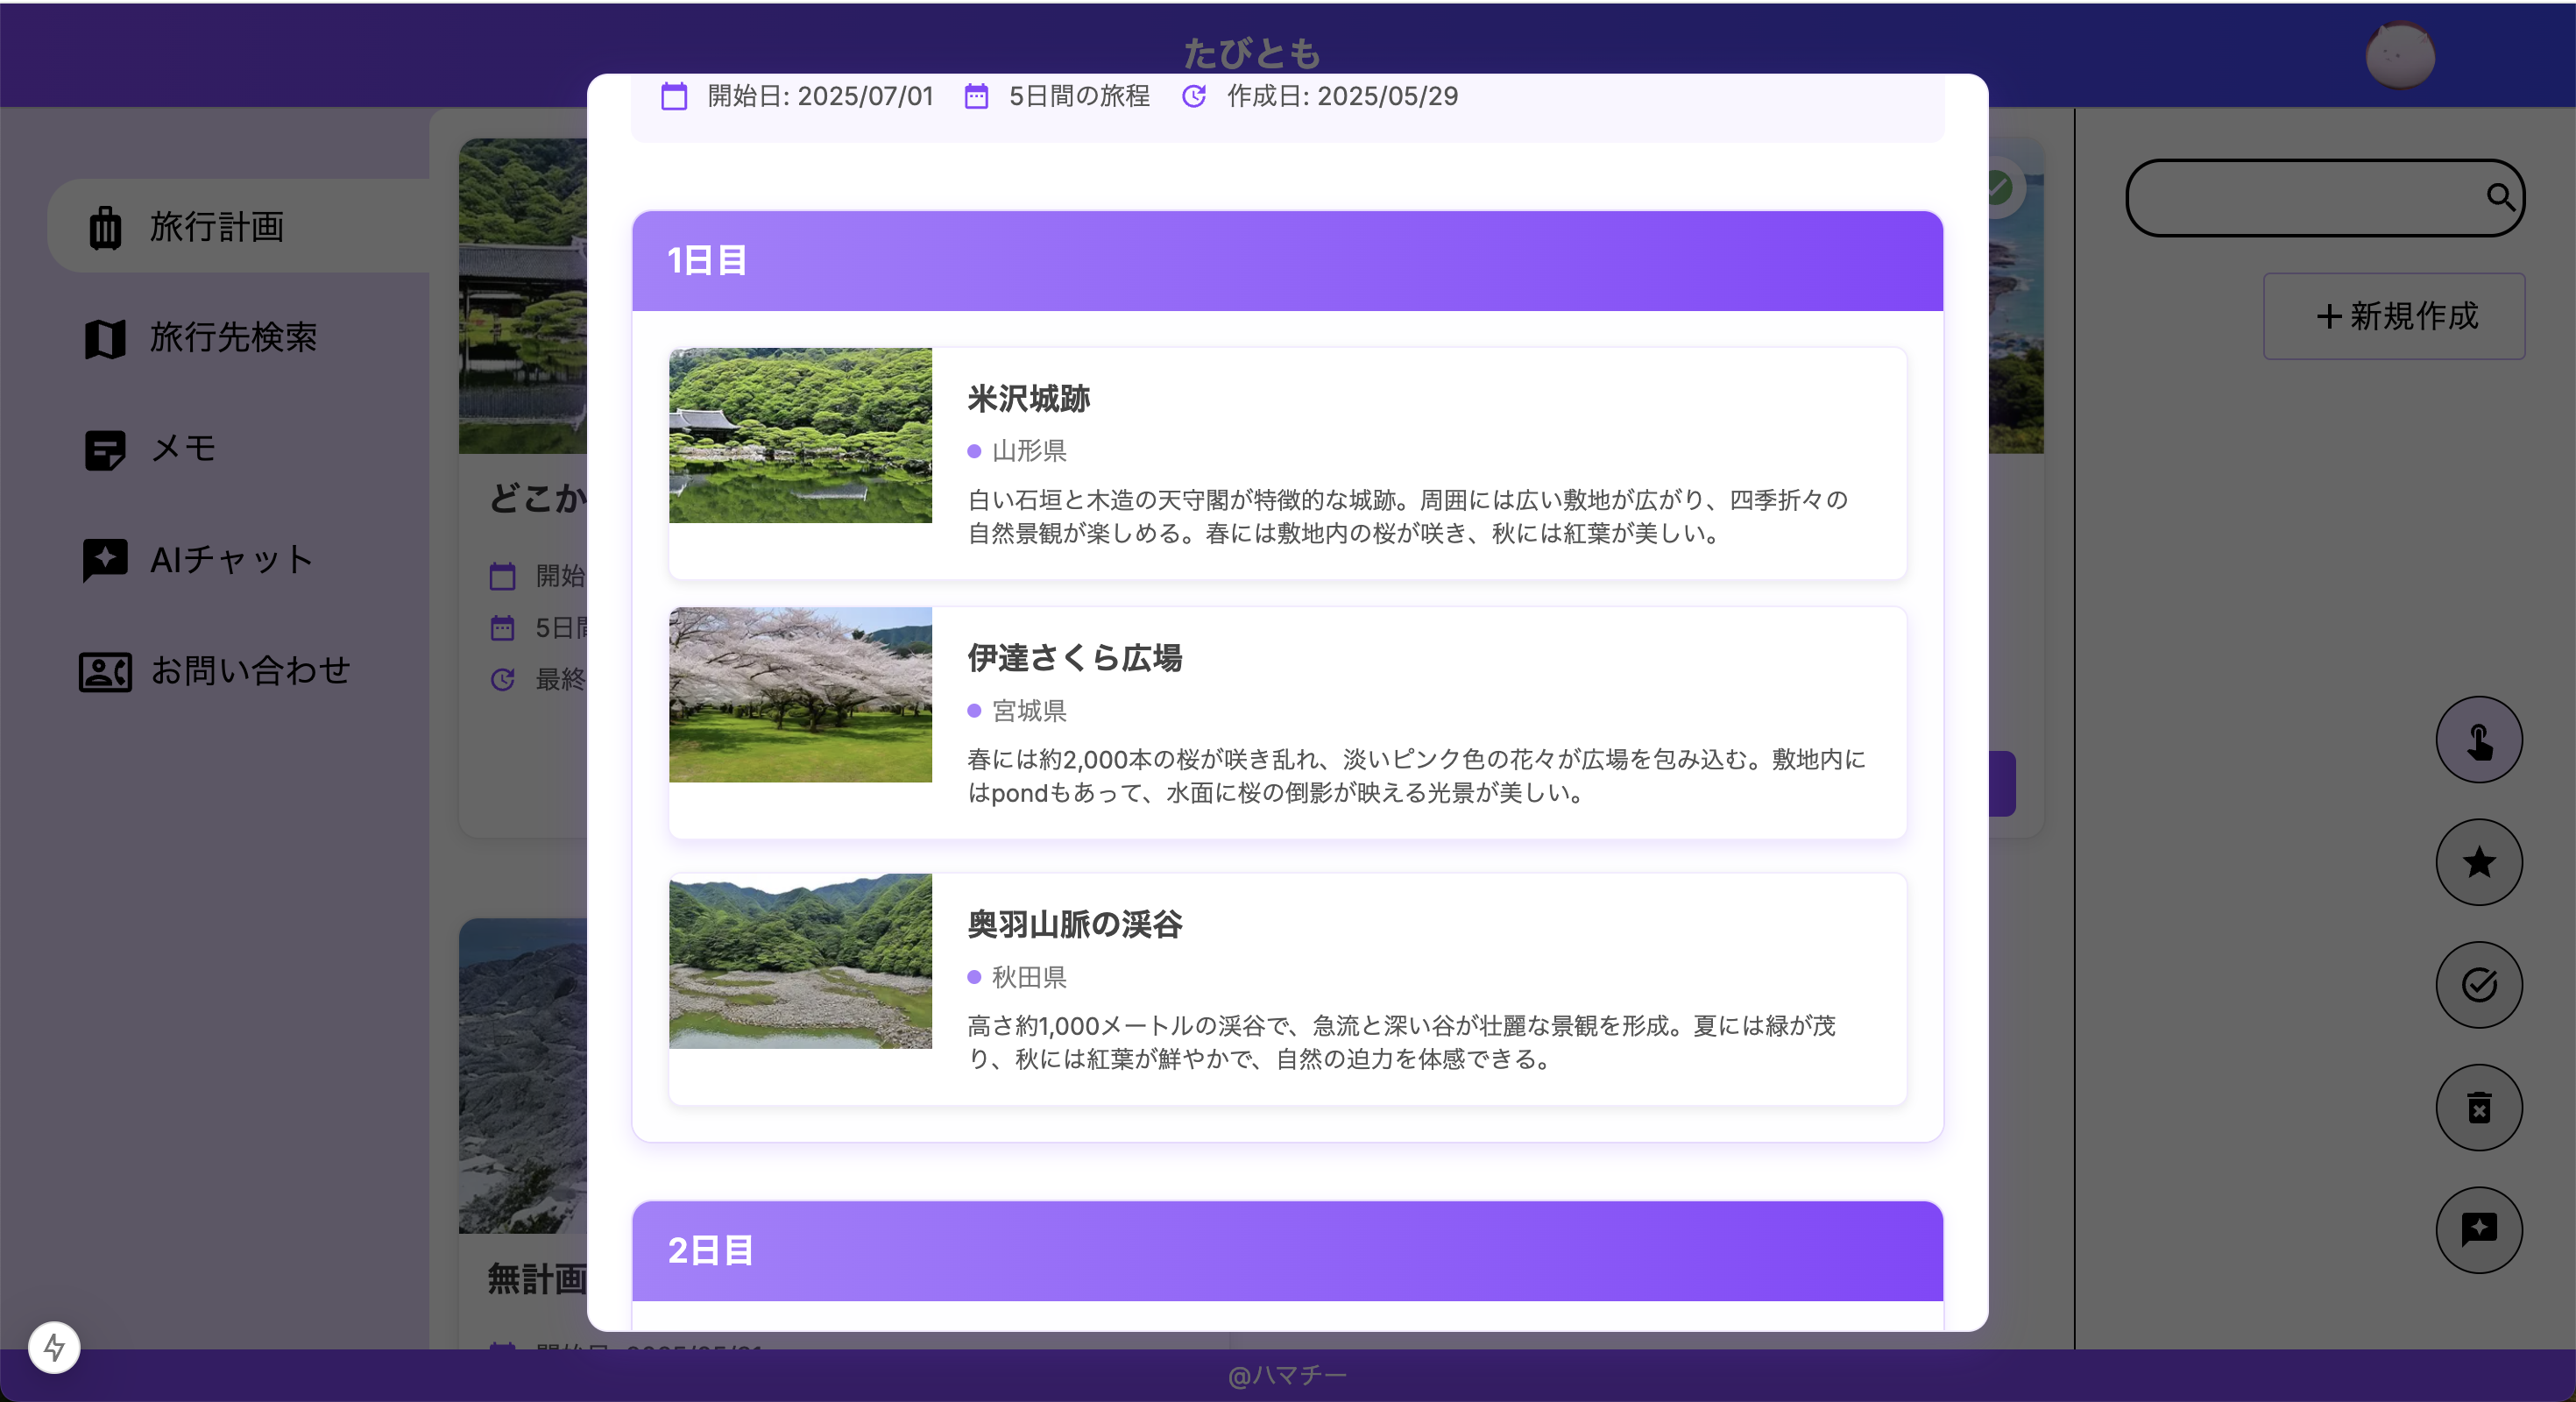 たびとも
旅行計画
旅行先検索
メモ
AIチャット
お問い合わせ
どこか
開始
5日間
最終
無計画
開始日: 2025/07/01
5日間の旅程
作成日: 2025/05/29
1日目
米沢城跡
山形県
白い石垣と木造の天守閣が特徴的な城跡。周囲には広い敷地が広がり、四季折々の
自然景観が楽しめる。春には敷地内の桜が咲き、秋には紅葉が美しい。
伊達さくら広場
宮城県
春には約2,000本の桜が咲き乱れ、淡いピンク色の花々が広場を包み込む。敷地内に
はpondもあって、水面に桜の倒影が映える光景が美しい。
奥羽山脈の渓谷
秋田県
高さ約1,000メートルの渓谷で、急流と深い谷が壮麗な景観を形成。夏には緑が茂
り、秋には紅葉が鮮やかで、自然の迫力を体感できる。
2日目
新規作成
@ハマチー